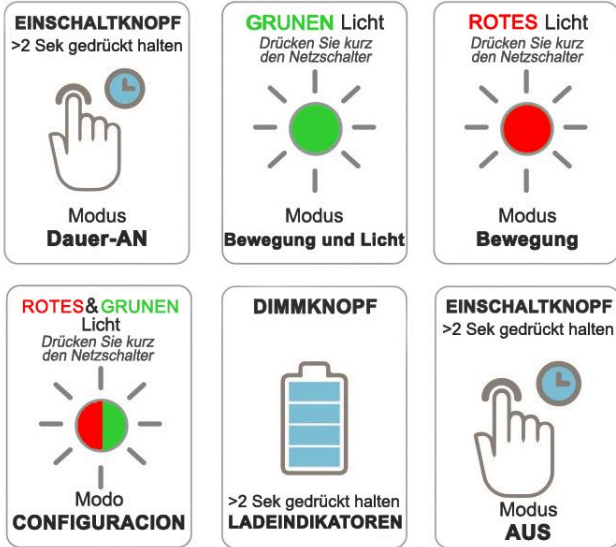 EINSCHALTKNOPF
>2 Sek gedrückt halten
Modus
Dauer-AN
GRUNEN Licht
Drücken Sie kurz
den Netzschalter
Modus
Bewegung und Licht
ROTES Licht
Drücken Sie kurz
den Netzschalter
Modus
Bewegung
ROTES&GRUNEN
Licht
Drücken Sie kurz
den Netzschalter
Modo
CONFIGURACION
DIMMKNOPF
>2 Sek gedrückt halten
LADEINDIKATOREN
EINSCHALTKNOPF
>2 Sek gedrückt halten
Modus
AUS